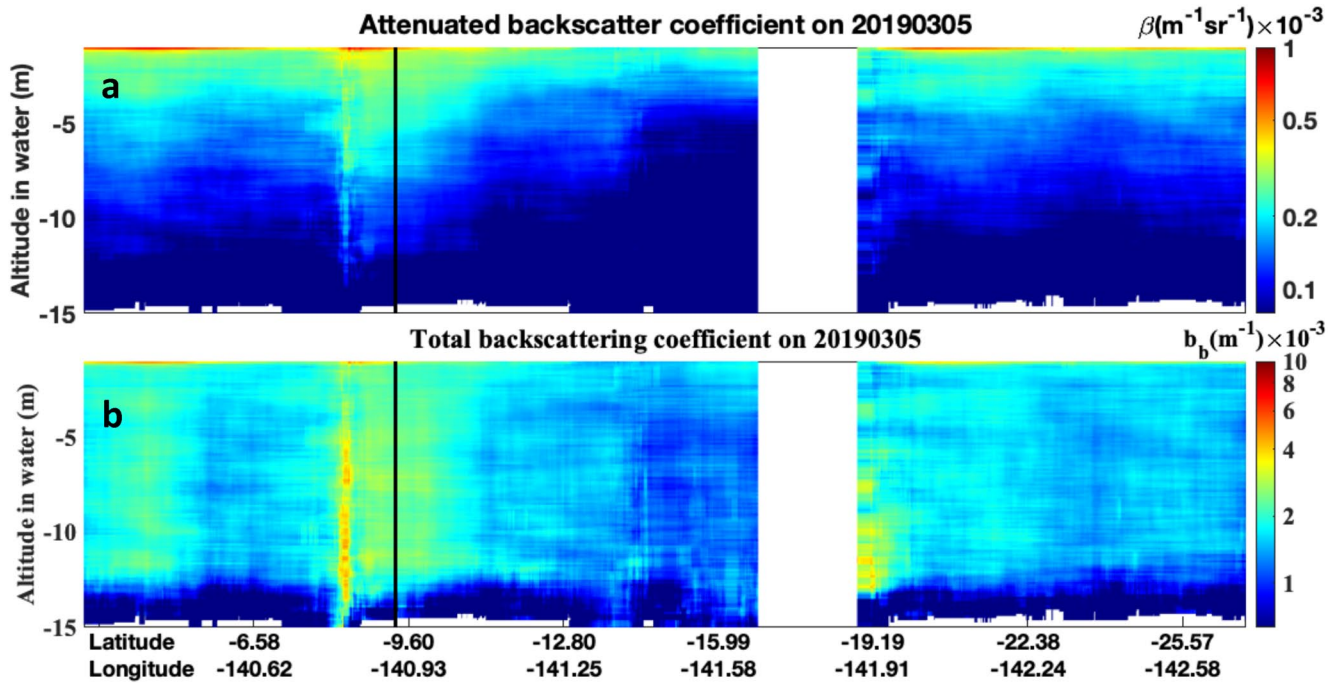 Attenuated backscatter coefficient on 20190305
β(m⁻¹sr⁻¹)×10⁻³
a
Altitude in water (m)
-5
-10
-15
1
0.5
0.2
0.1
Total backscattering coefficient on 20190305
b_b(m⁻¹)×10⁻³
b
Altitude in water (m)
-5
-10
-15
10
8
6
4
2
1
Latitude -6.58 -9.60 -12.80 -15.99 -19.19 -22.38 -25.57
Longitude -140.62 -140.93 -141.25 -141.58 -141.91 -142.24 -142.58